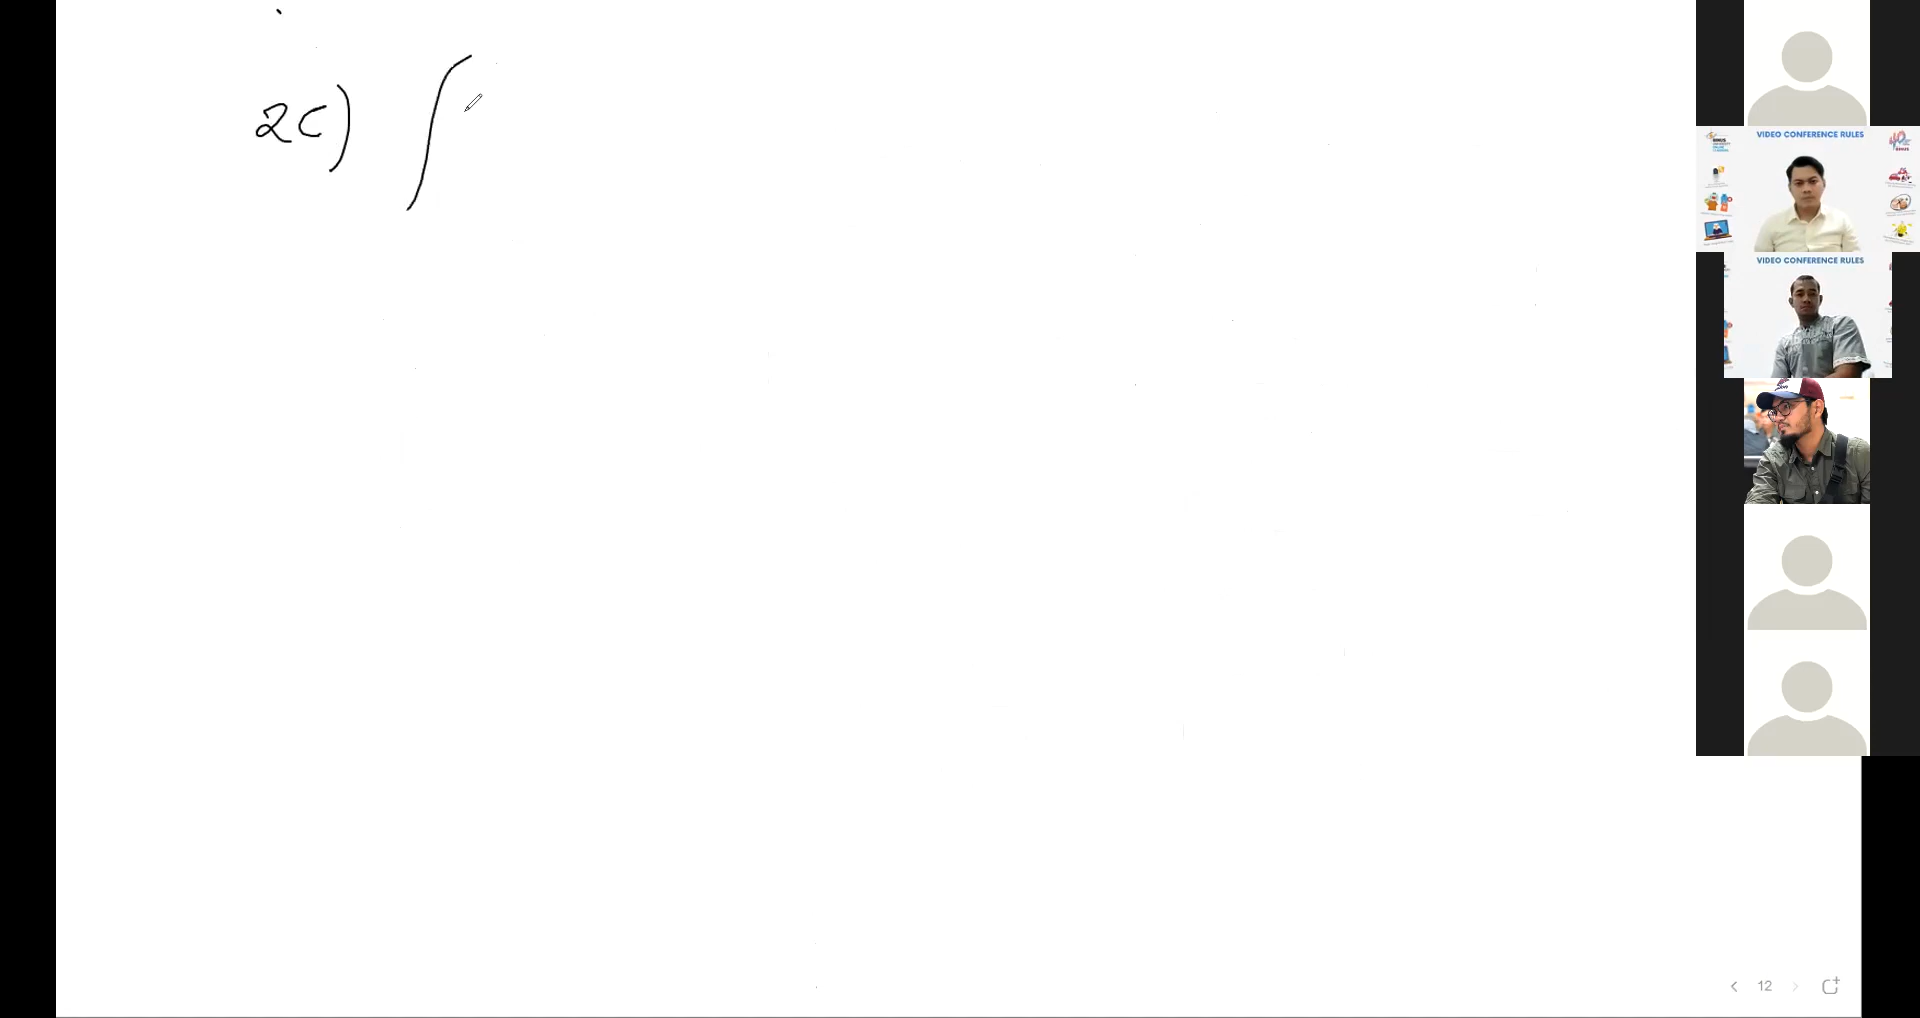 2c) ∫
VIDEO CONFERENCE RULES
VIDEO CONFERENCE RULES
12